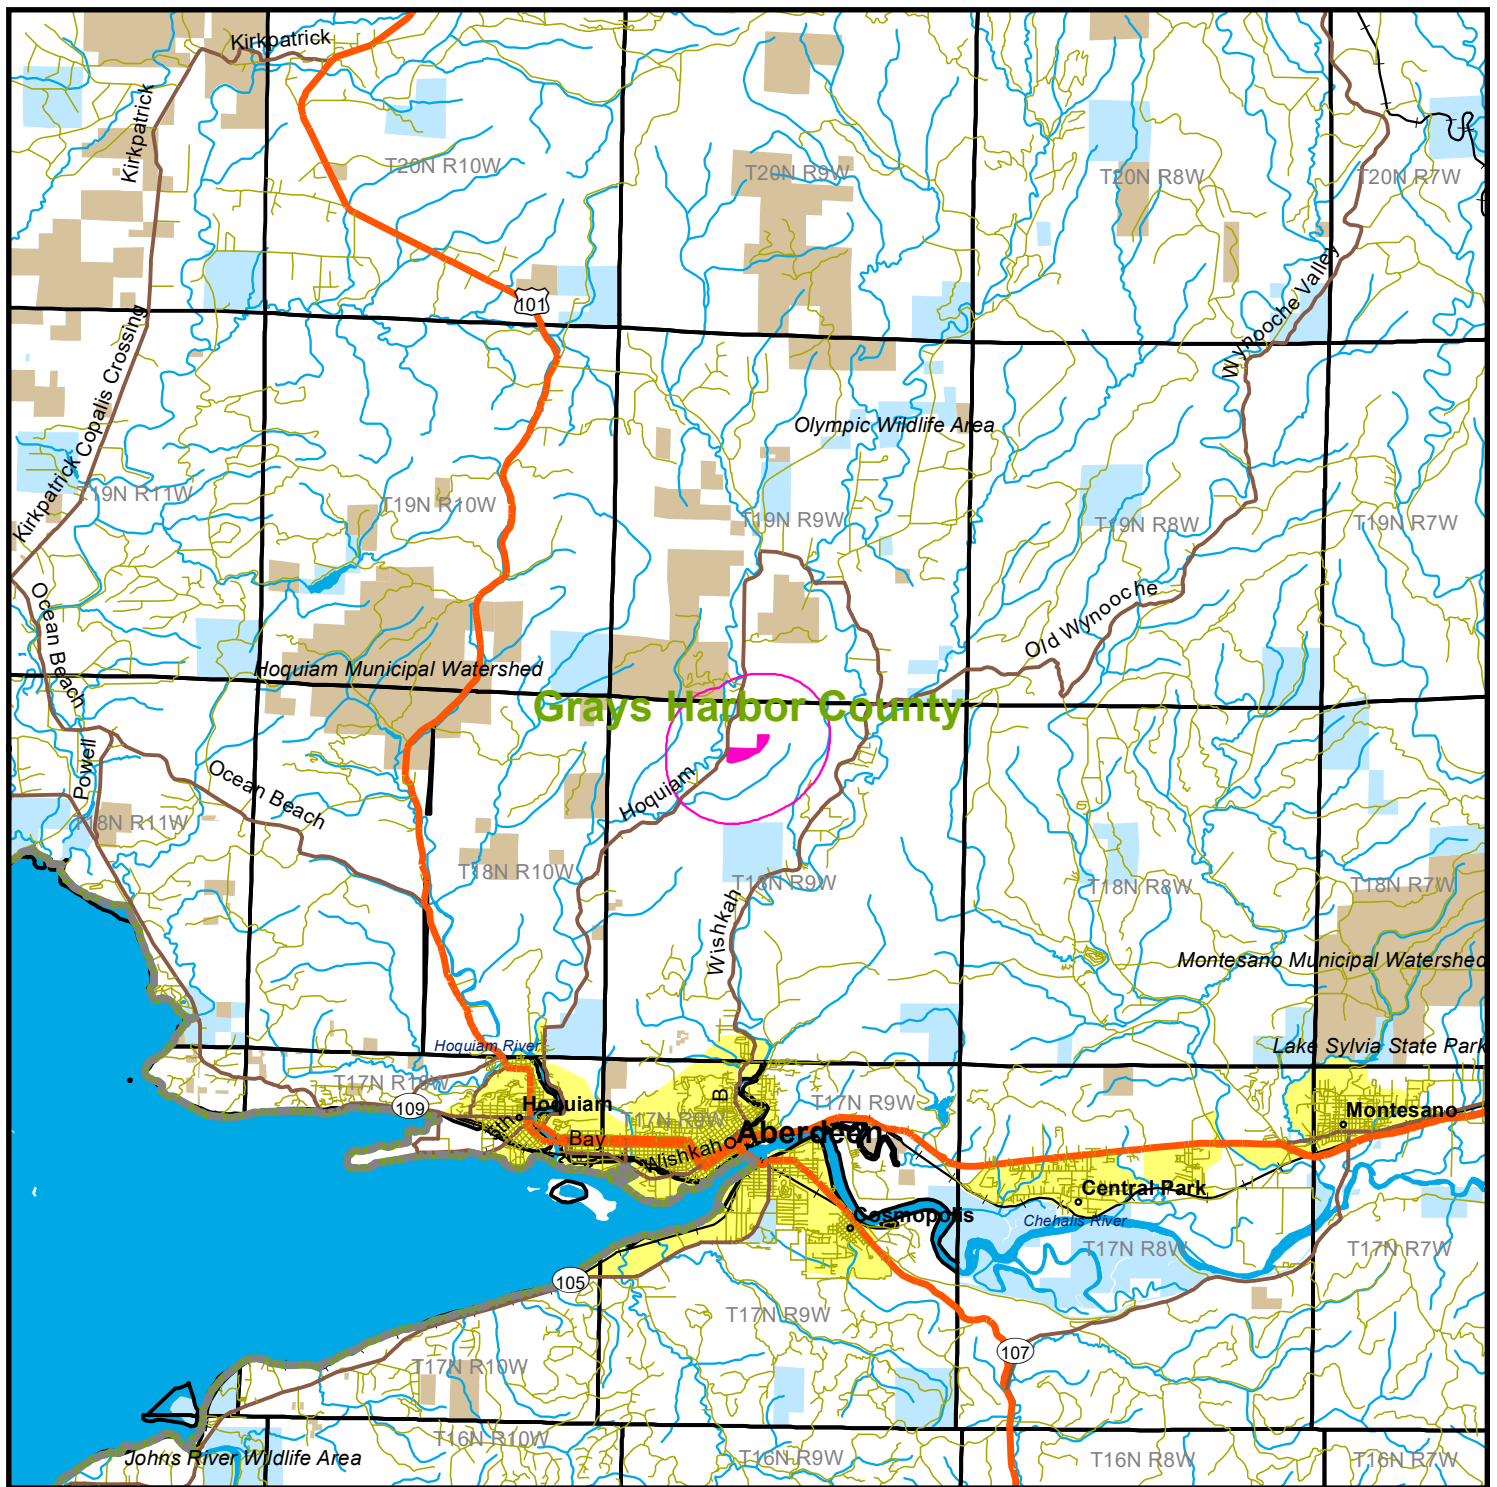 Kirkpatrick
Kirkpatrick
T20N R10W
T20N R9W
T20N R8W
T20N R7W
101
Wynooche Valley
Kirkpatrick Copalis Crossing
Olympic Wildlife Area
T19N R11W
T19N R10W
T19N R9W
T19N R8W
T19N R7W
Ocean Beach
Old Wynooche
Hoquiam Municipal Watershed
Grays Harbor County
Powell
Ocean Beach
Hoquiam
T18N R11W
T18N R10W
T18N R9W
T18N R8W
T18N R7W
Wishkah
Montesano Municipal Watershed
Hoquiam River
Lake Sylvia State Park
T17N R10W
109
Hoquiam
B
T17N R9W
T17N R9W
Montesano
5th
Bay
Aberdeen
Wishkah
Central Park
Cosmopolis
Chehalis River
T17N R8W
T17N R7W
105
T17N R9W
107
T17N R10W
T16N R10W
Johns River Wildlife Area
T16N R9W
T16N R8W
T16N R7W